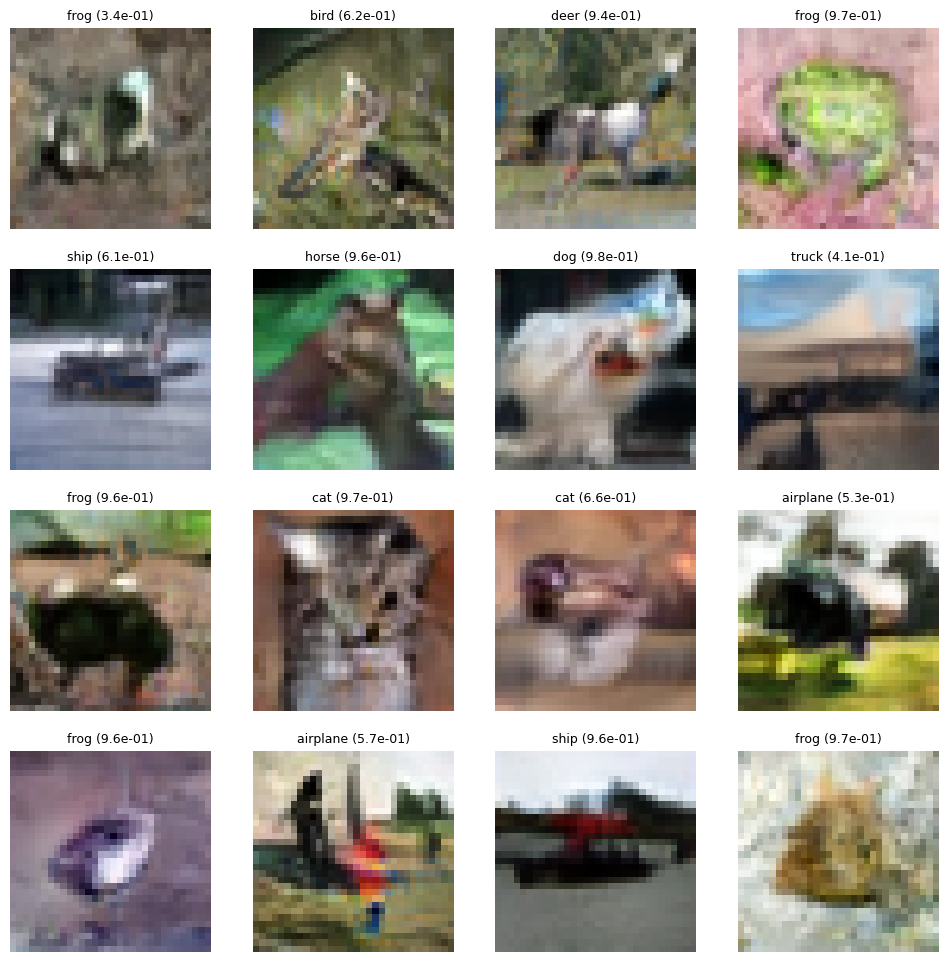 frog (3.4e-01) bird (6.2e-01) deer (9.4e-01) frog (9.7e-01)
ship (6.1e-01) horse (9.6e-01) dog (9.8e-01) truck (4.1e-01)
frog (9.6e-01) cat (9.7e-01) cat (6.6e-01) airplane (5.3e-01)
frog (9.6e-01) airplane (5.7e-01) ship (9.6e-01) frog (9.7e-01)